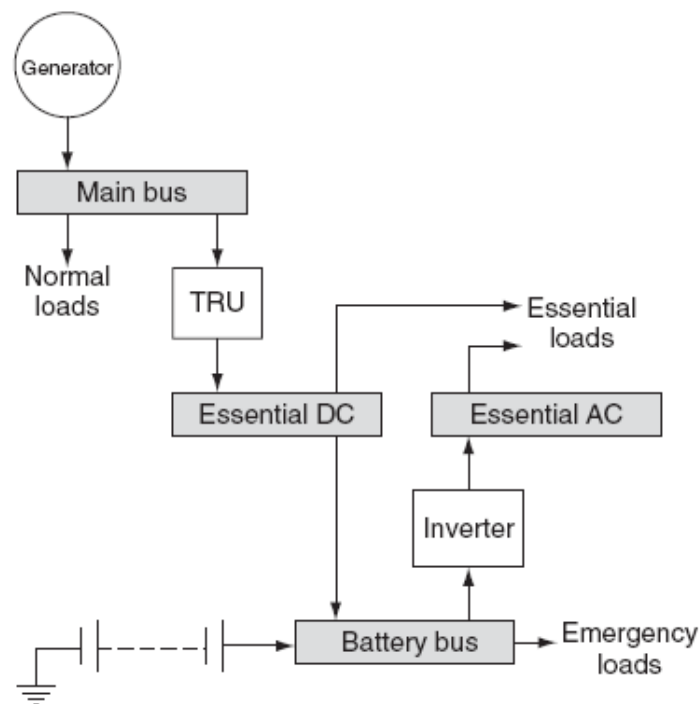 Generator
Main bus
Normal
loads
TRU
Essential
loads
Essential DC
Essential AC
Inverter
Battery bus
Emergency
loads